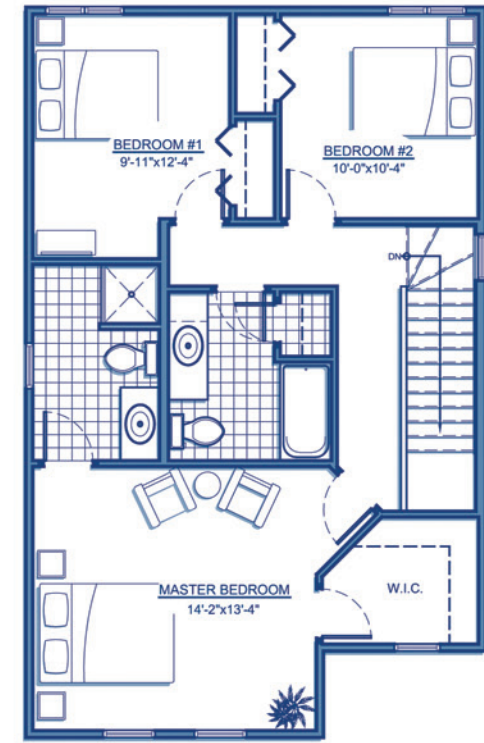 BEDROOM #1
9'-11"x12'-4"
BEDROOM #2
10'-0"x10'-4"
DN
MASTER BEDROOM
14'-2"x13'-4"
W.I.C.